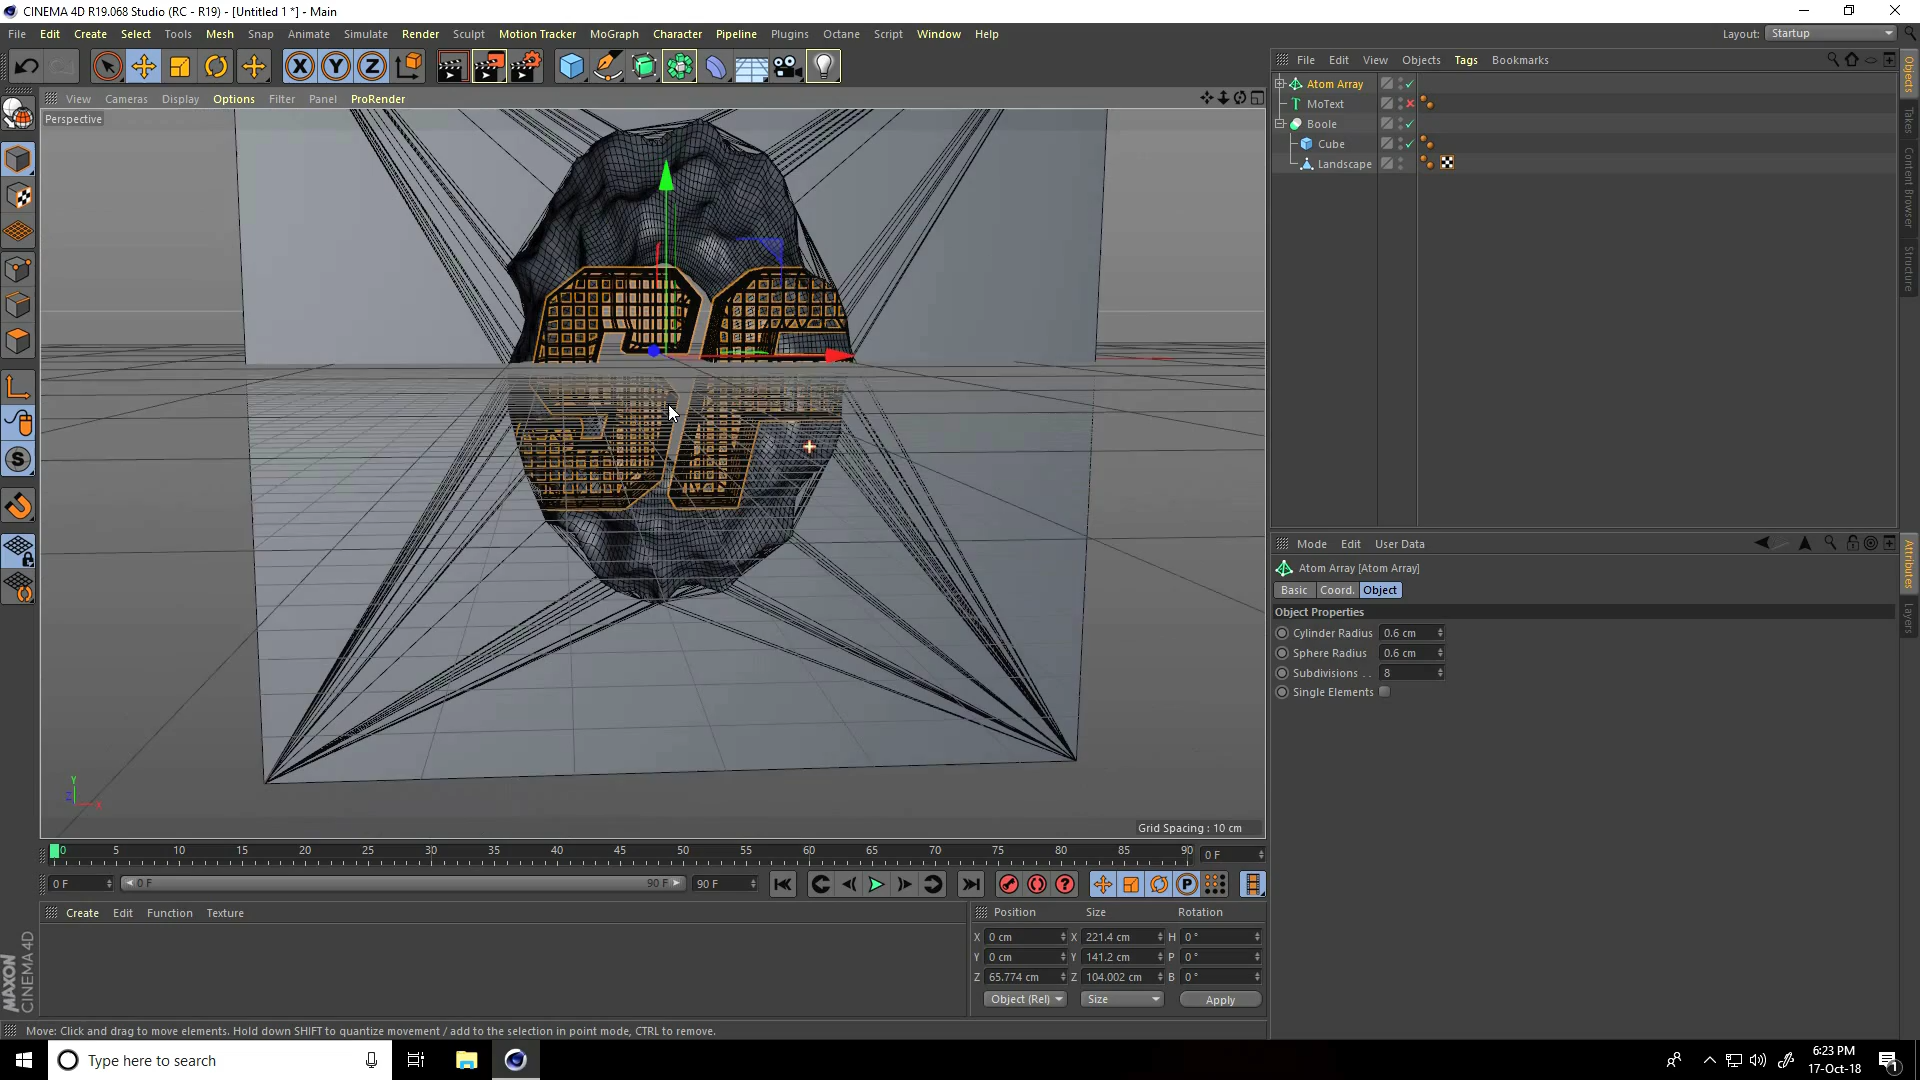 CINEMA 4D R19.068 Studio (RC - R19) - [Untitled 1 *] - Main
File Edit Create Select Tools Mesh Snap Animate Simulate Render Sculpt Motion Tracker MoGraph Character Pipeline Plugins Octane Script Window Help
Layout: Startup
X Y Z
View Cameras Display Options Filter Panel ProRender
Perspective
File Edit View Objects Tags Bookmarks
Atom Array
MoText
Boole
Cube
Landscape
Objects
Takes
Content Browser
Structure
Mode Edit User Data
Atom Array [Atom Array]
Basic Coord. Object
Object Properties
Cylinder Radius 0.6 cm
Sphere Radius 0.6 cm
Subdivisions . . 8
Single Elements
Attributes
Layers
S
Y
Z X
Grid Spacing : 10 cm
0 5 10 15 20 25 30 35 40 45 50 55 60 65 70 75 80 85 90 0 F
0 F 0 F 90 F 90 F
? P
Create Edit Function Texture
Position Size Rotation
X 0 cm X 221.4 cm H 0 °
Y 0 cm Y 141.2 cm P 0 °
Z 65.774 cm Z 104.002 cm B 0 °
Object (Rel) Size Apply
MAXON
CINEMA 4D
Move: Click and drag to move elements. Hold down SHIFT to quantize movement / add to the selection in point mode, CTRL to remove.
Type here to search
6:23 PM
17-Oct-18
1